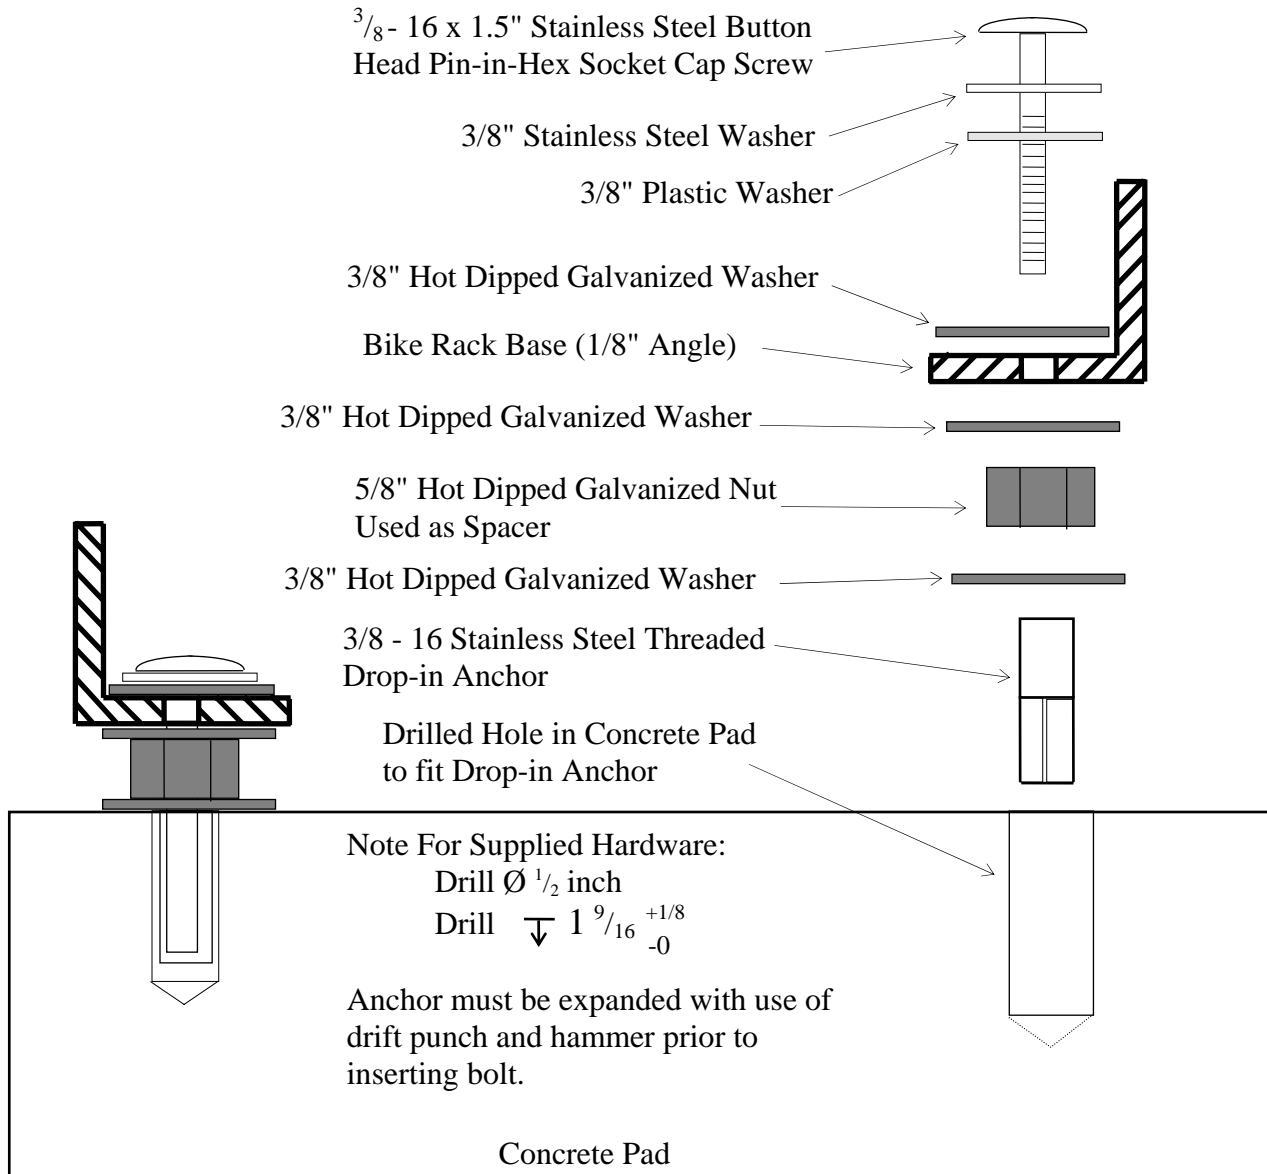 3/8 - 16 x 1.5" Stainless Steel Button
Head Pin-in-Hex Socket Cap Screw
3/8" Stainless Steel Washer
3/8" Plastic Washer
3/8" Hot Dipped Galvanized Washer
Bike Rack Base (1/8" Angle)
3/8" Hot Dipped Galvanized Washer
5/8" Hot Dipped Galvanized Nut
Used as Spacer
3/8" Hot Dipped Galvanized Washer
3/8 - 16 Stainless Steel Threaded
Drop-in Anchor
Drilled Hole in Concrete Pad
to fit Drop-in Anchor
Note For Supplied Hardware:
Drill Ø 1/2 inch
Drill ↧ 1 9/16 +1/8 -0
Anchor must be expanded with use of
drift punch and hammer prior to
inserting bolt.
Concrete Pad